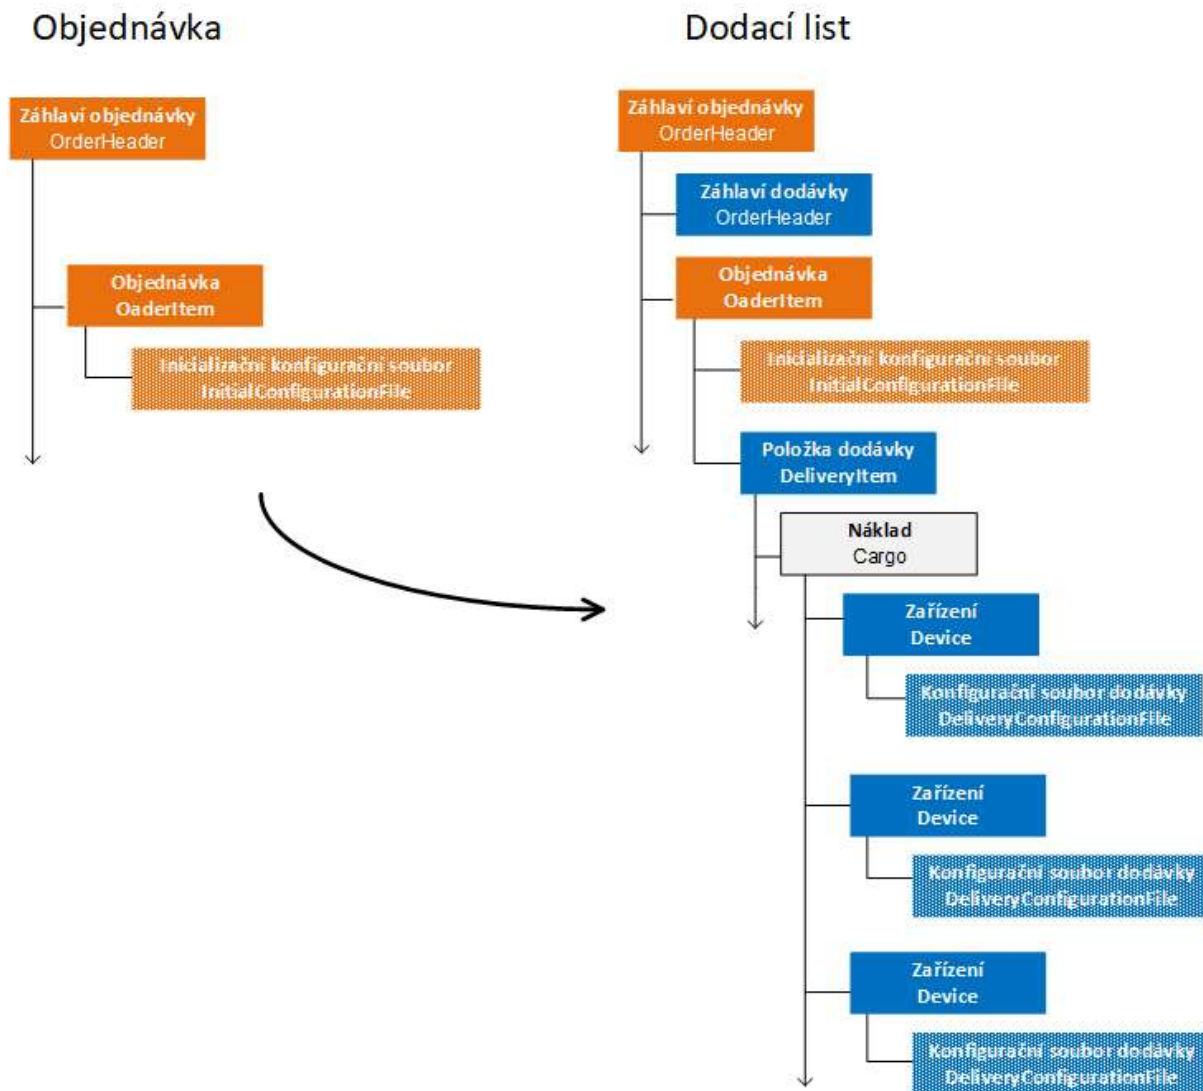 Objednávka
Záhlaví objednávky
OrderHeader
Objednávka
OaderItem
Inicializační konfigurační soubor
InitialConfigurationFile
Dodací list
Záhlaví objednávky
OrderHeader
Záhlaví dodávky
OrderHeader
Objednávka
OaderItem
Inicializační konfigurační soubor
InitialConfigurationFile
Položka dodávky
DeliveryItem
Náklad
Cargo
Zařízení
Device
Konfigurační soubor dodávky
DeliveryConfigurationFile
Zařízení
Device
Konfigurační soubor dodávky
DeliveryConfigurationFile
Zařízení
Device
Konfigurační soubor dodávky
DeliveryConfigurationFile